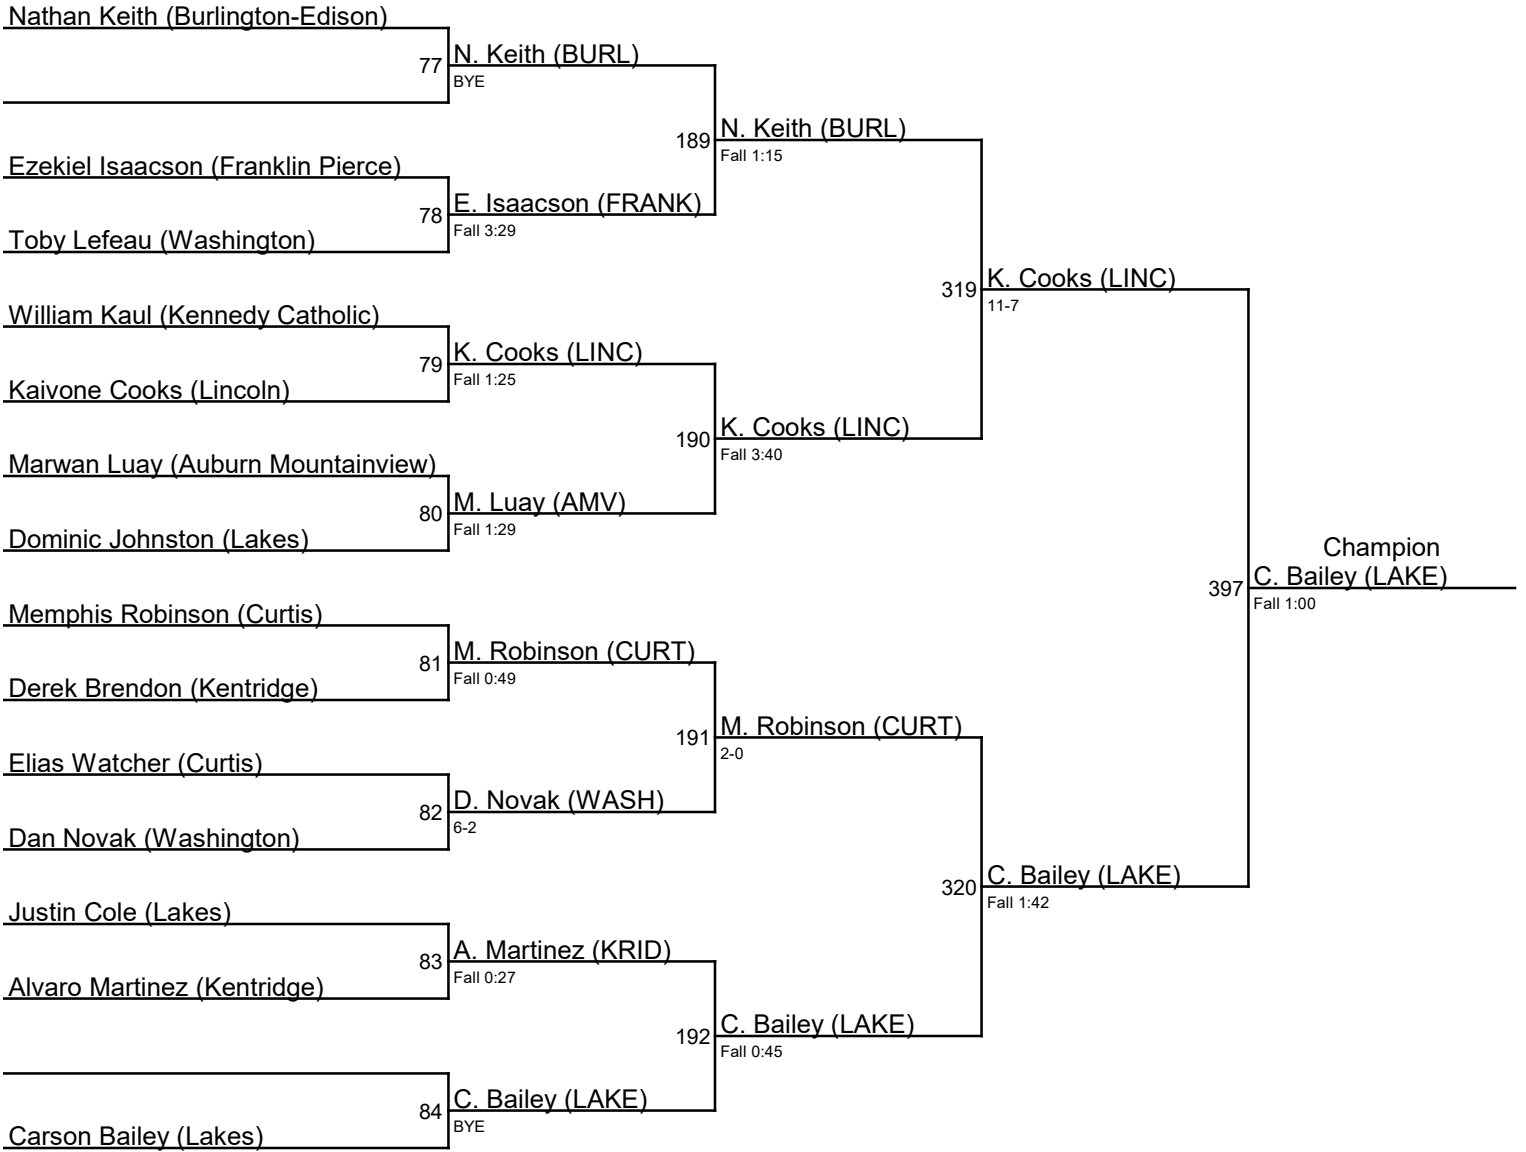 Nathan Keith (Burlington-Edison)
77
N. Keith (BURL)
BYE
189
N. Keith (BURL)
Fall 1:15
Ezekiel Isaacson (Franklin Pierce)
78
E. Isaacson (FRANK)
Fall 3:29
Toby Lefeau (Washington)
319
K. Cooks (LINC)
11-7
William Kaul (Kennedy Catholic)
79
K. Cooks (LINC)
Fall 1:25
Kaivone Cooks (Lincoln)
190
K. Cooks (LINC)
Fall 3:40
Marwan Luay (Auburn Mountainview)
80
M. Luay (AMV)
Fall 1:29
Dominic Johnston (Lakes)
Champion
397
C. Bailey (LAKE)
Fall 1:00
Memphis Robinson (Curtis)
81
M. Robinson (CURT)
Fall 0:49
Derek Brendon (Kentridge)
191
M. Robinson (CURT)
2-0
Elias Watcher (Curtis)
82
D. Novak (WASH)
6-2
Dan Novak (Washington)
320
C. Bailey (LAKE)
Fall 1:42
Justin Cole (Lakes)
83
A. Martinez (KRID)
Fall 0:27
Alvaro Martinez (Kentridge)
192
C. Bailey (LAKE)
Fall 0:45
84
C. Bailey (LAKE)
BYE
Carson Bailey (Lakes)